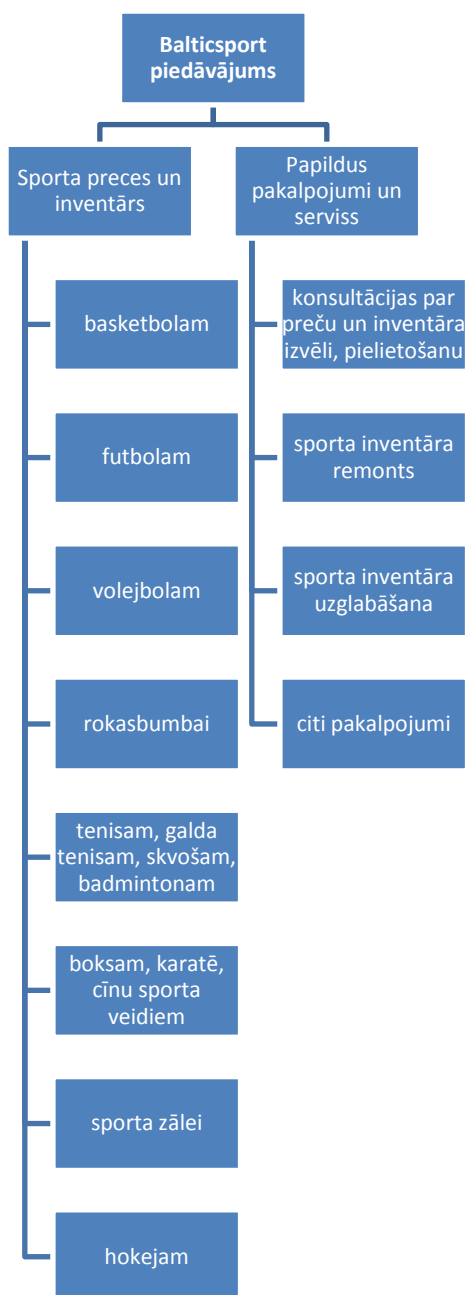 Balticsport
piedāvājums
Sporta preces un
inventārs
Papildus
pakalpojumi un
serviss
basketbolam
futbolam
volejbolam
rokasbumbai
tenisam, galda
tenisam, skvošam,
badmintonam
boksam, karatē,
cīnu sporta
veidiem
sporta zālei
hokejam
konsultācijas par
preču un inventāra
izvēli, pielietošanu
sporta inventāra
remonts
sporta inventāra
uzglabāšana
citi pakalpojumi